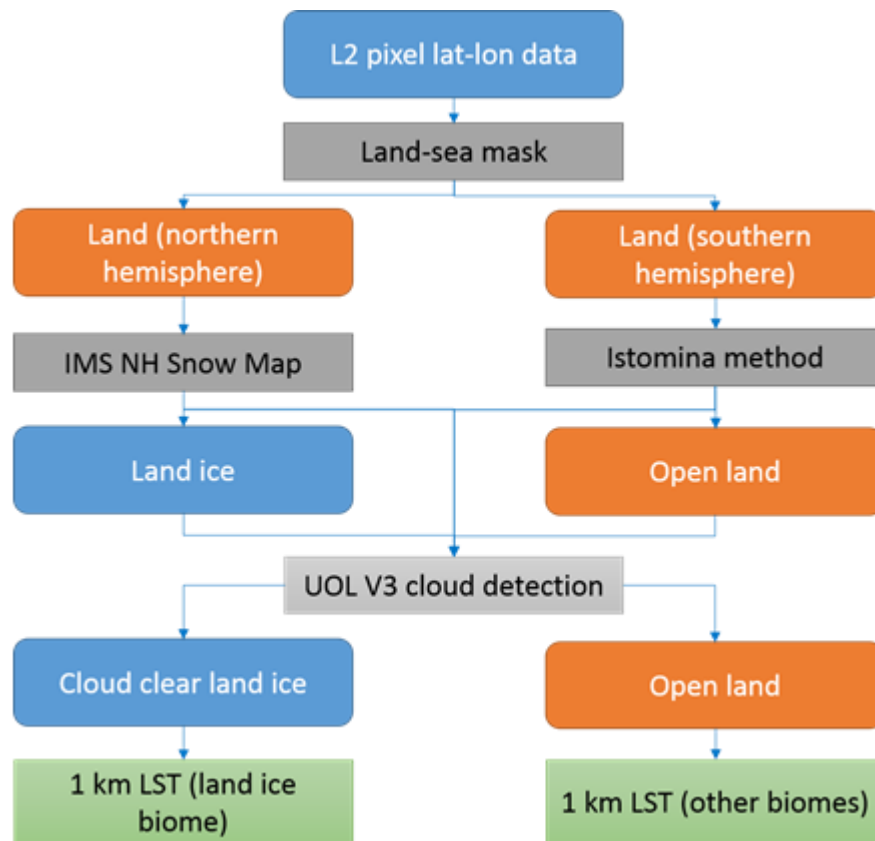 L2 pixel lat-lon data
Land-sea mask
Land (northern
hemisphere)
Land (southern
hemisphere)
IMS NH Snow Map
Istomina method
Land ice
Open land
UOL V3 cloud detection
Cloud clear land ice
Open land
1 km LST (land ice
biome)
1 km LST (other biomes)